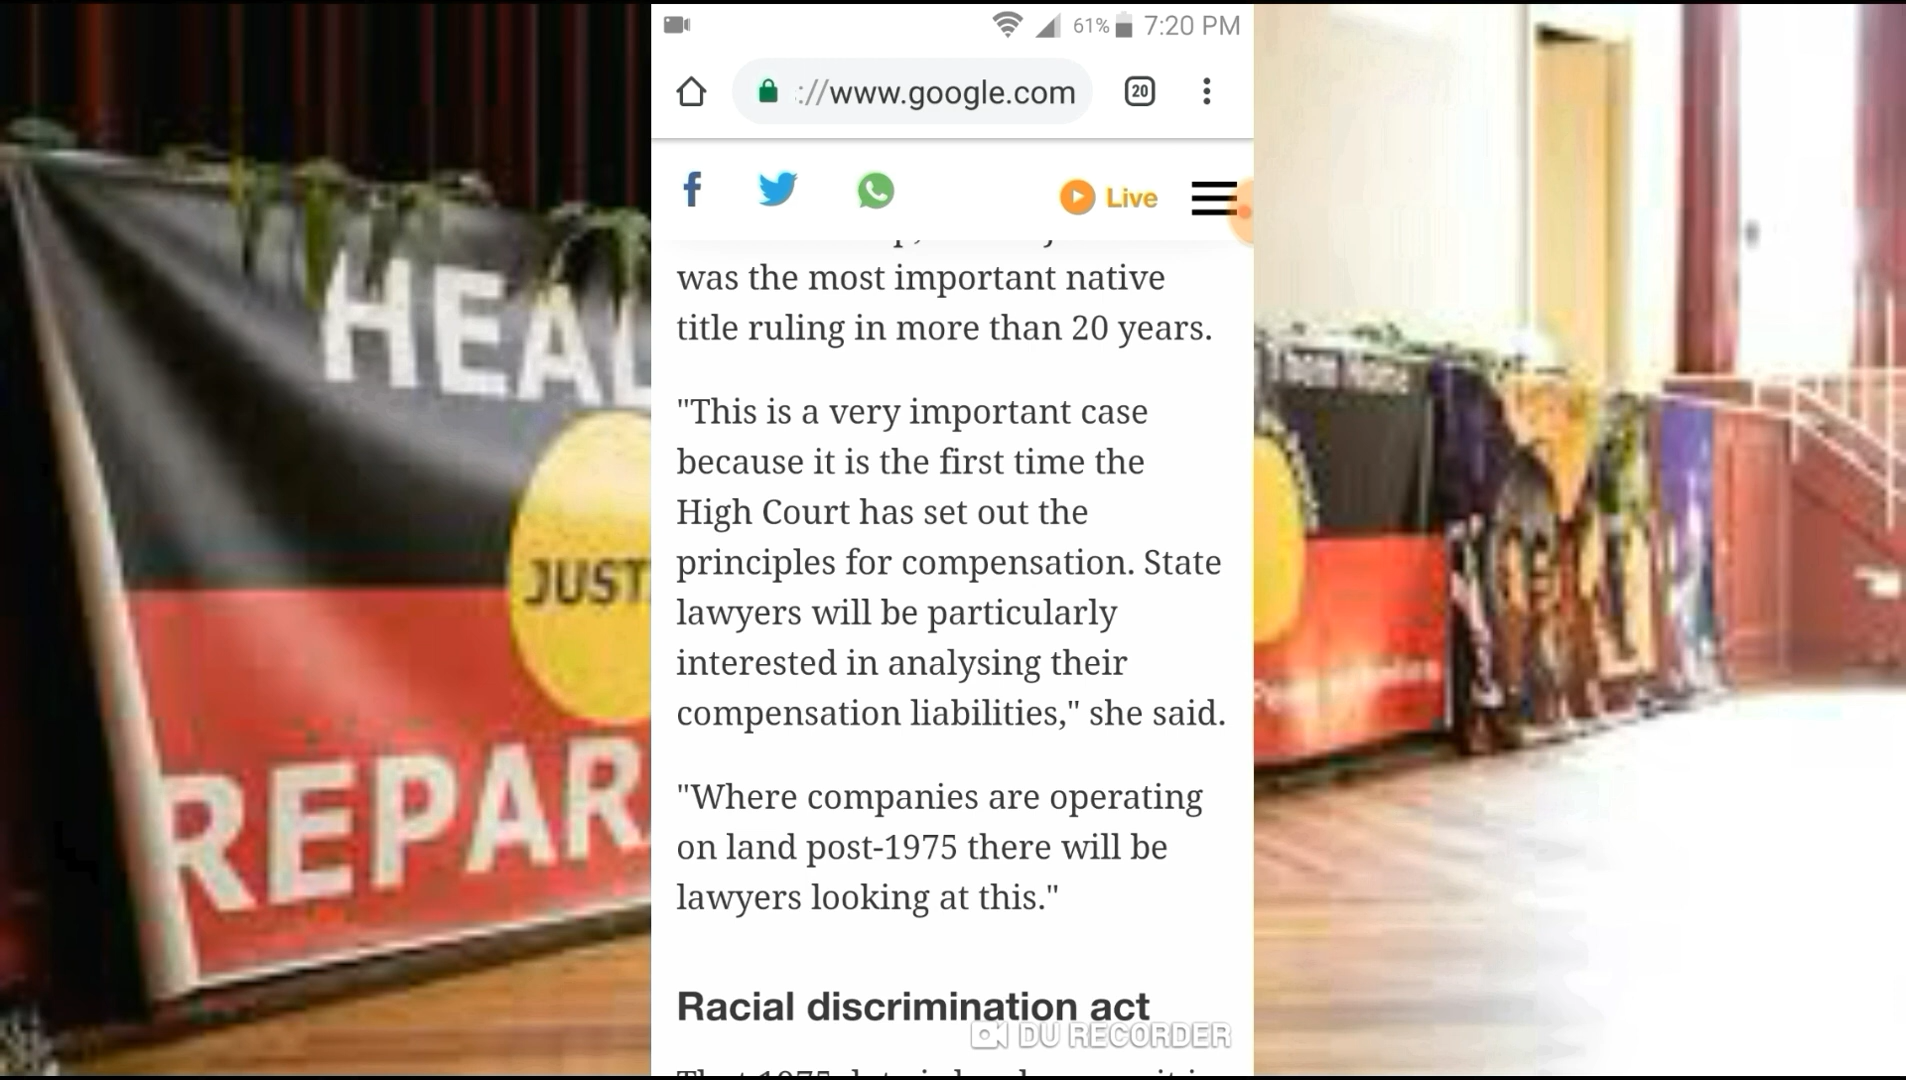 61% 7:20 PM
://www.google.com 20
Live
was the most important native
title ruling in more than 20 years.
"This is a very important case
because it is the first time the
High Court has set out the
principles for compensation. State
lawyers will be particularly
interested in analysing their
compensation liabilities," she said.
"Where companies are operating
on land post-1975 there will be
lawyers looking at this."
Racial discrimination act
DU RECORDER
HEAL
JUST
REPAR